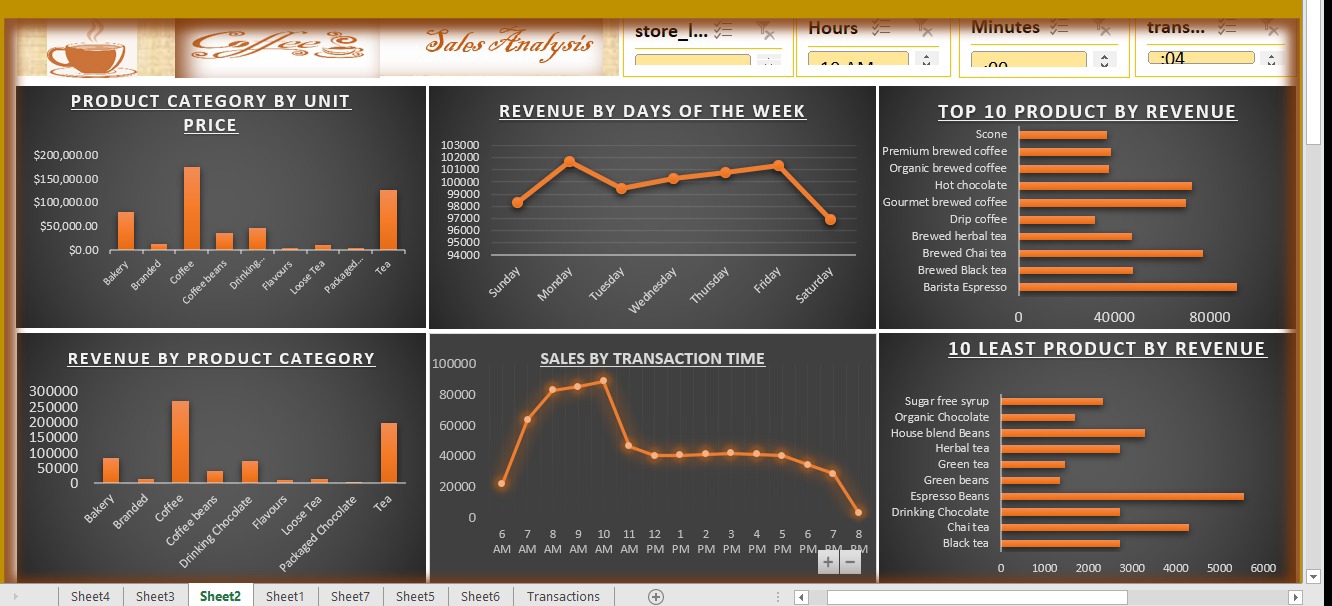 Coffee
Sales Analysis
store_l...
Hours
Minutes
trans...
10 AM
:00
:04
PRODUCT CATEGORY BY UNIT
PRICE
$200,000.00
$150,000.00
$100,000.00
$50,000.00
$0.00
Bakery
Branded
Coffee
Coffee beans
Drinking...
Flavours
Loose Tea
Packaged...
Tea
REVENUE BY DAYS OF THE WEEK
103000
102000
101000
100000
99000
98000
97000
96000
95000
94000
Sunday
Monday
Tuesday
Wednesday
Thursday
Friday
Saturday
TOP 10 PRODUCT BY REVENUE
Scone
Premium brewed coffee
Organic brewed coffee
Hot chocolate
Gourmet brewed coffee
Drip coffee
Brewed herbal tea
Brewed Chai tea
Brewed Black tea
Barista Espresso
0 40000 80000
REVENUE BY PRODUCT CATEGORY
300000
250000
200000
150000
100000
50000
0
Bakery
Branded
Coffee
Coffee beans
Drinking Chocolate
Flavours
Loose Tea
Packaged Chocolate
Tea
SALES BY TRANSACTION TIME
100000
80000
60000
40000
20000
0
6 7 8 9 10 11 12 1 2 3 4 5 6 7 8
AM AM AM AM AM AM PM PM PM PM PM PM PM PM PM
10 LEAST PRODUCT BY REVENUE
Sugar free syrup
Organic Chocolate
House blend Beans
Herbal tea
Green tea
Green beans
Espresso Beans
Drinking Chocolate
Chai tea
Black tea
0 1000 2000 3000 4000 5000 6000
Sheet4 Sheet3 Sheet2 Sheet1 Sheet7 Sheet5 Sheet6 Transactions